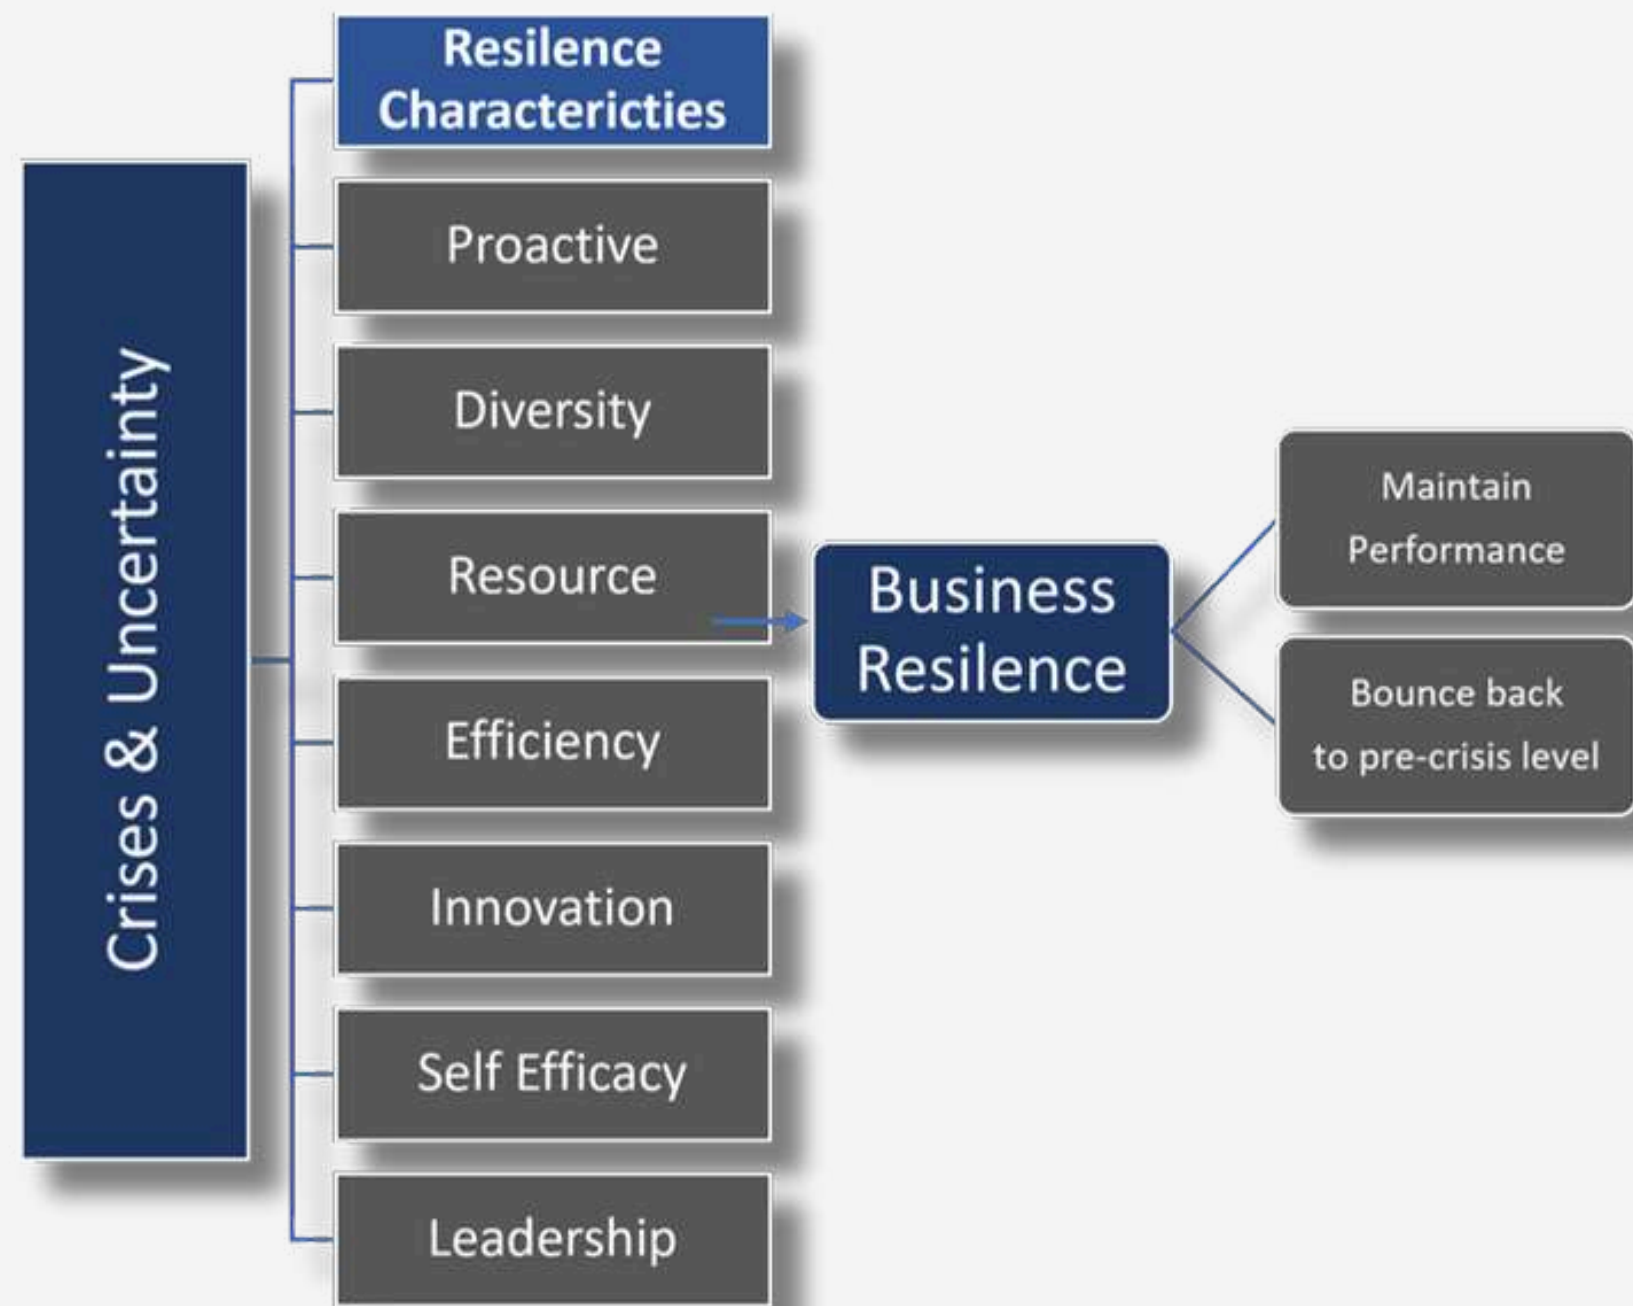 Resilence
Charactericties
Crises & Uncertainty
Proactive
Diversity
Resource
Efficiency
Innovation
Self Efficacy
Leadership
Business
Resilence
Maintain
Performance
Bounce back
to pre-crisis level